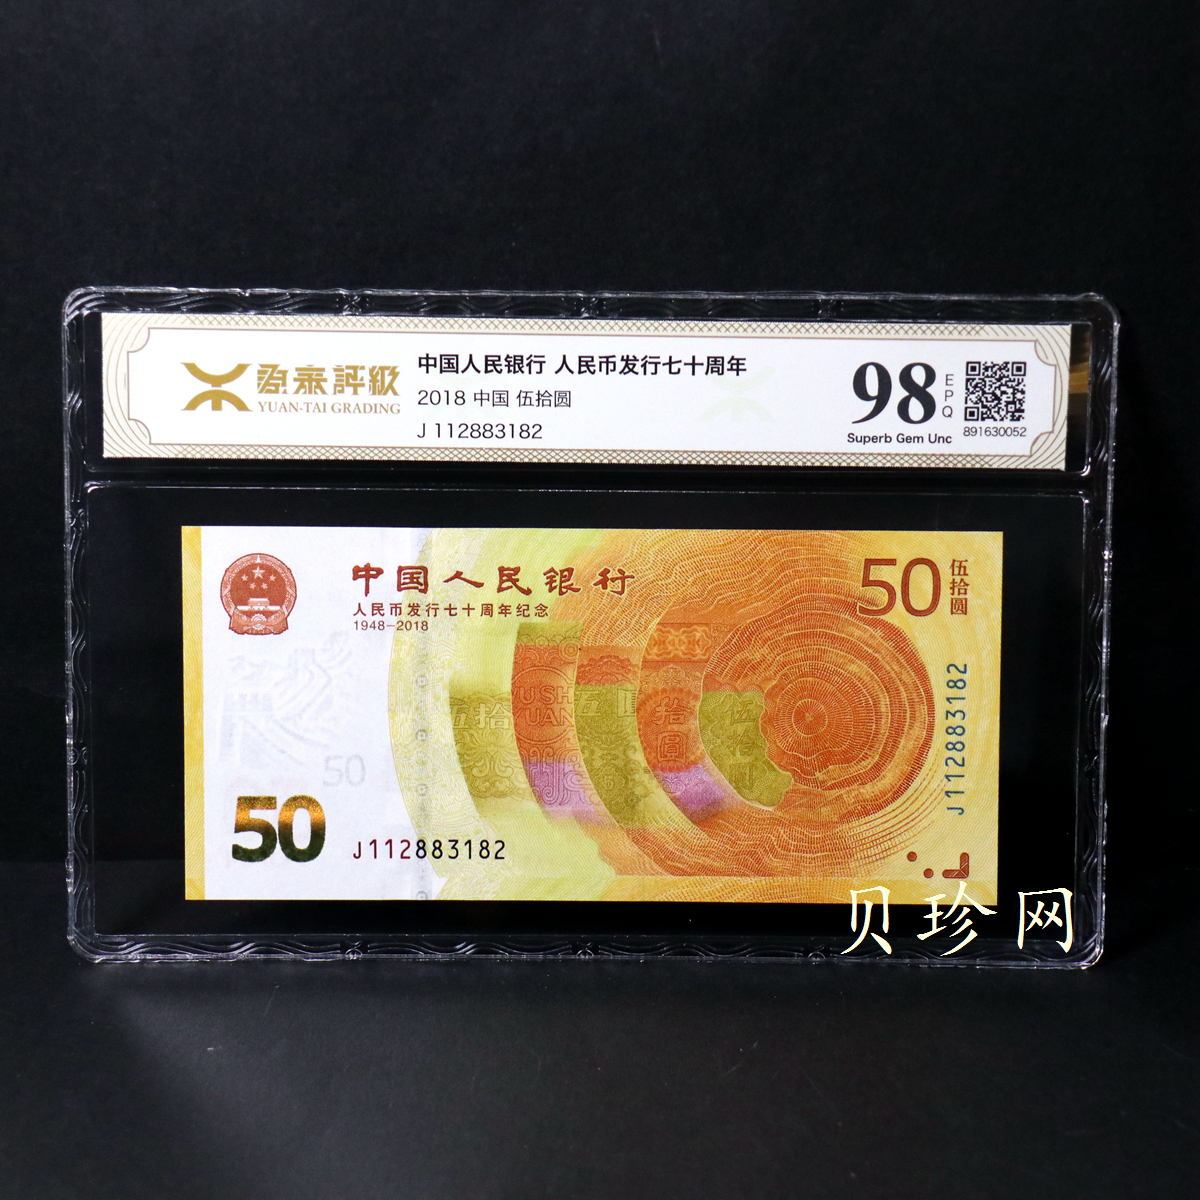 源泰評級
YUAN-TAI GRADING
中国人民银行 人民币发行七十周年
2018 中国 伍拾圆
J 112883182
98
EPQ
Superb Gem Unc
891630052
中国人民银行
人民币发行七十周年纪念
1948-2018
50
伍拾圆
J112883182
50
50
J112883182
贝珍网